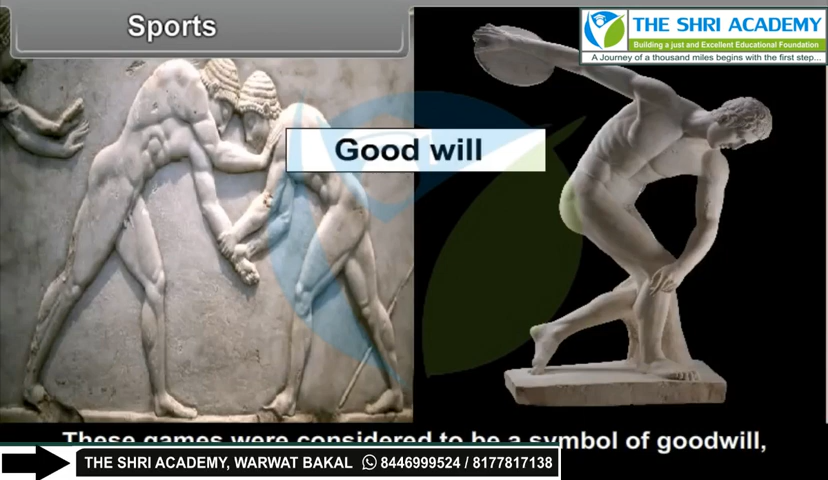 Sports
THE SHRI ACADEMY
Building a just and Excellent Educational Foundation
A Journey of a thousand miles begins with the first step...
Good will
These games were considered to be a symbol of goodwill,
THE SHRI ACADEMY, WARWAT BAKAL 8446999524 / 8177817138